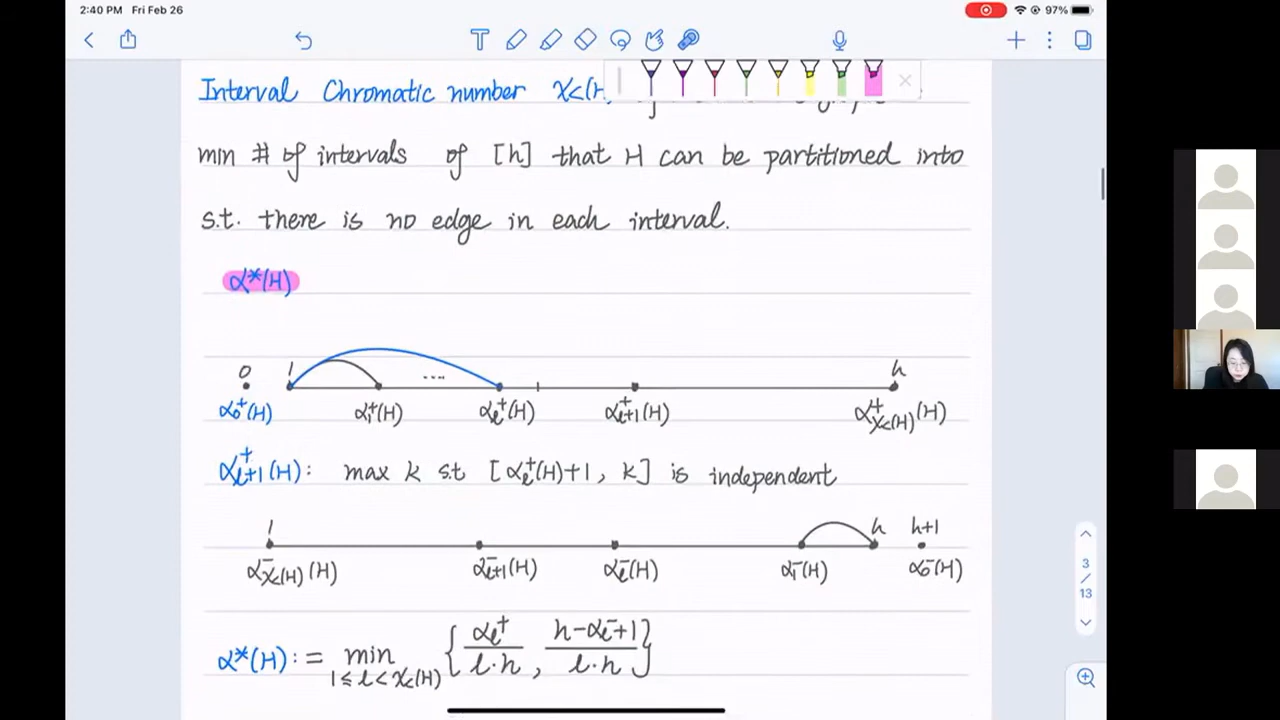 2:40 PM Fri Feb 26
97%
Interval Chromatic number χ<(H
min # of intervals of [h] that H can be partitioned into
s.t. there is no edge in each interval.
α*(H)
0 1 .... h
α₀⁺(H) α₁⁺(H) αₗ⁺(H) αₗ₊₁⁺(H) α⁺χ<(H)(H)
αₗ₊₁⁺(H): max k s.t [αₗ⁺(H)+1, k] is independent
1 h h+1
α⁻χ<(H)(H) αₗ₊₁⁻(H) αₗ⁻(H) α₁⁻(H) α₀⁻(H)
α*(H) := min 1≤l<χ<(H) { αₗ⁺ / l·h , h-αₗ⁻+1 / l·h }
3 / 13